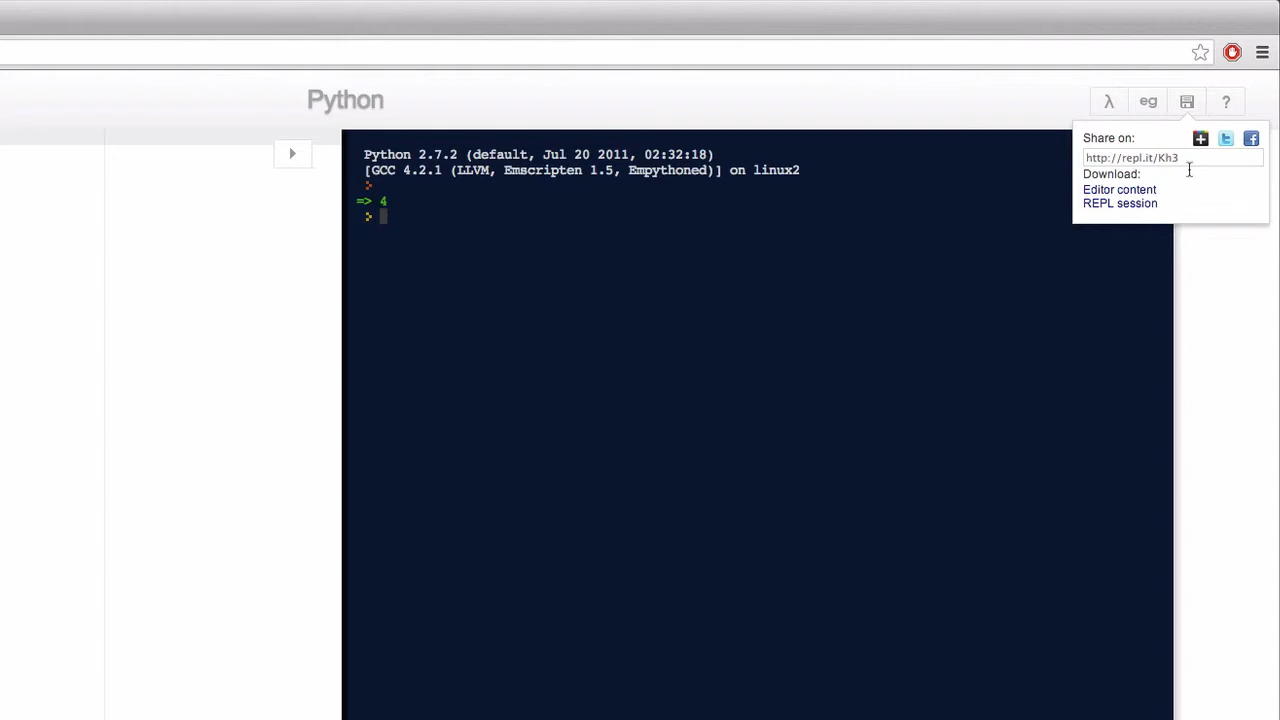 Python
λ eg ?
Share on:
http://repl.it/Kh3
Download:
Editor content
REPL session
Python 2.7.2 (default, Jul 20 2011, 02:32:18)
[GCC 4.2.1 (LLVM, Emscripten 1.5, Empythoned)] on linux2
>
=> 4
>